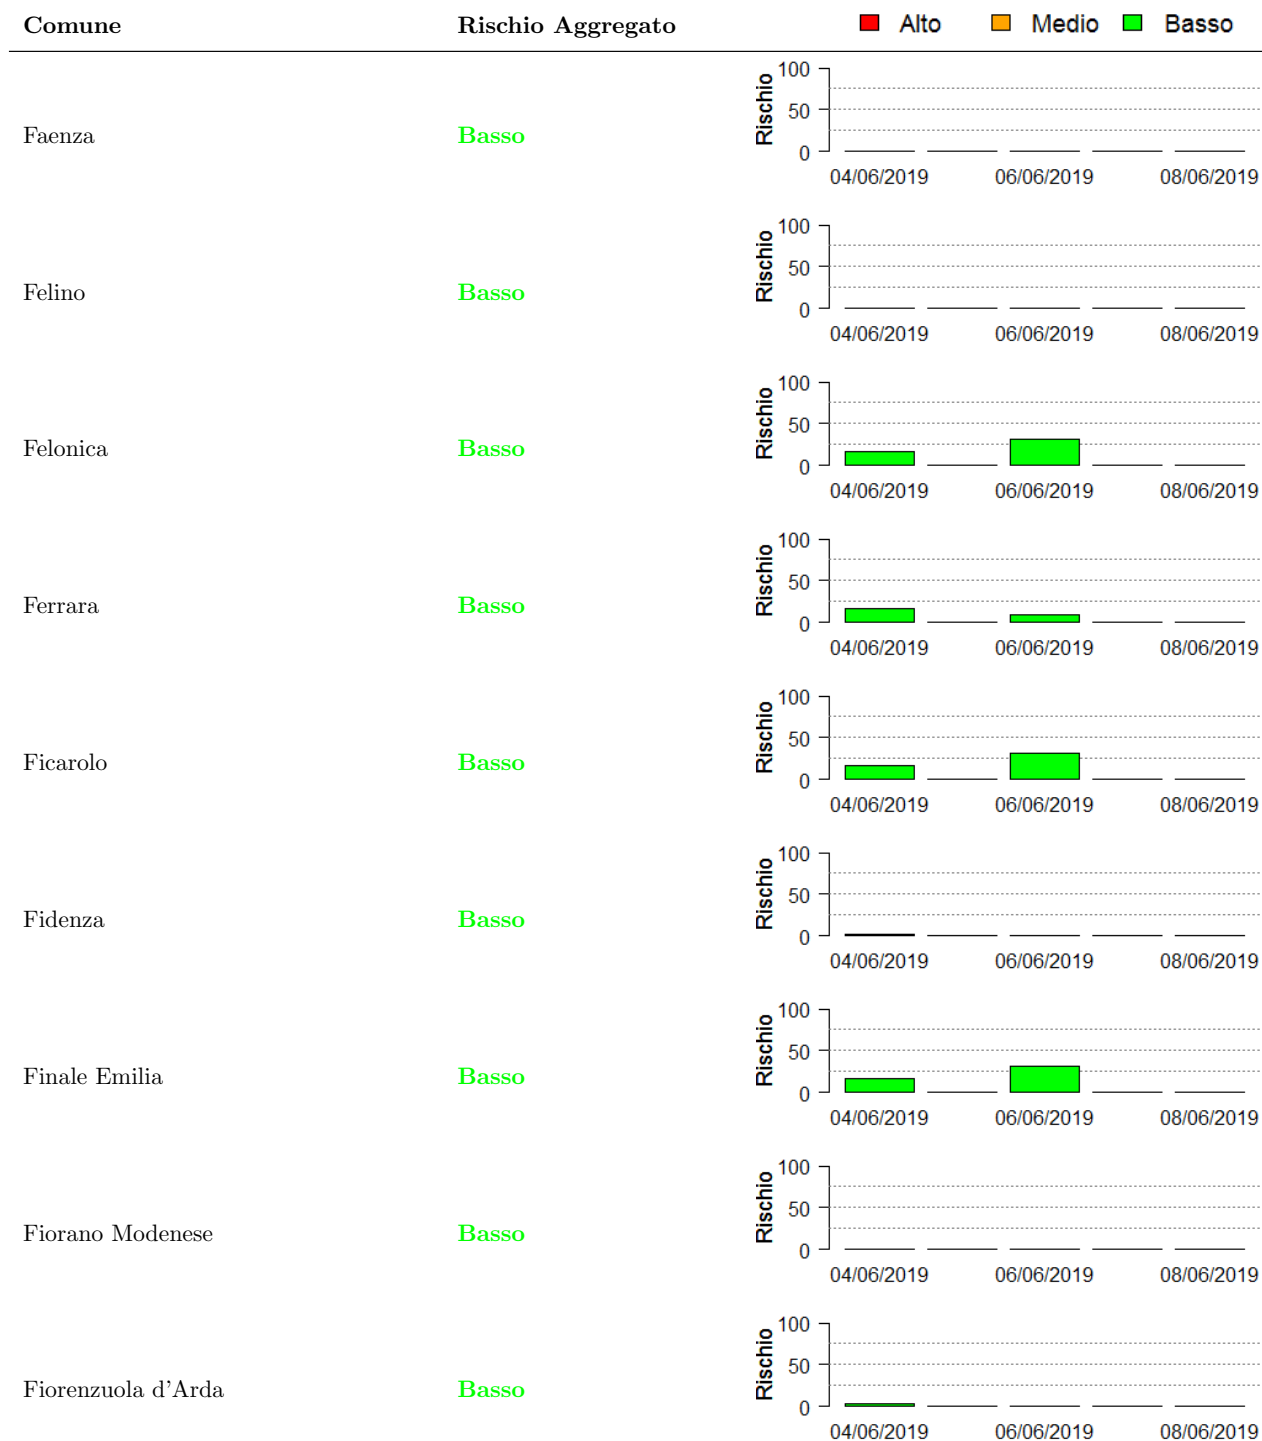 Comune Rischio Aggregato Alto Medio Basso
Faenza Basso Rischio 100 50 0
04/06/2019 06/06/2019 08/06/2019
Felino Basso Rischio 100 50 0
04/06/2019 06/06/2019 08/06/2019
Felonica Basso Rischio 100 50 0
04/06/2019 06/06/2019 08/06/2019
Ferrara Basso Rischio 100 50 0
04/06/2019 06/06/2019 08/06/2019
Ficarolo Basso Rischio 100 50 0
04/06/2019 06/06/2019 08/06/2019
Fidenza Basso Rischio 100 50 0
04/06/2019 06/06/2019 08/06/2019
Finale Emilia Basso Rischio 100 50 0
04/06/2019 06/06/2019 08/06/2019
Fiorano Modenese Basso Rischio 100 50 0
04/06/2019 06/06/2019 08/06/2019
Fiorenzuola d'Arda Basso Rischio 100 50 0
04/06/2019 06/06/2019 08/06/2019